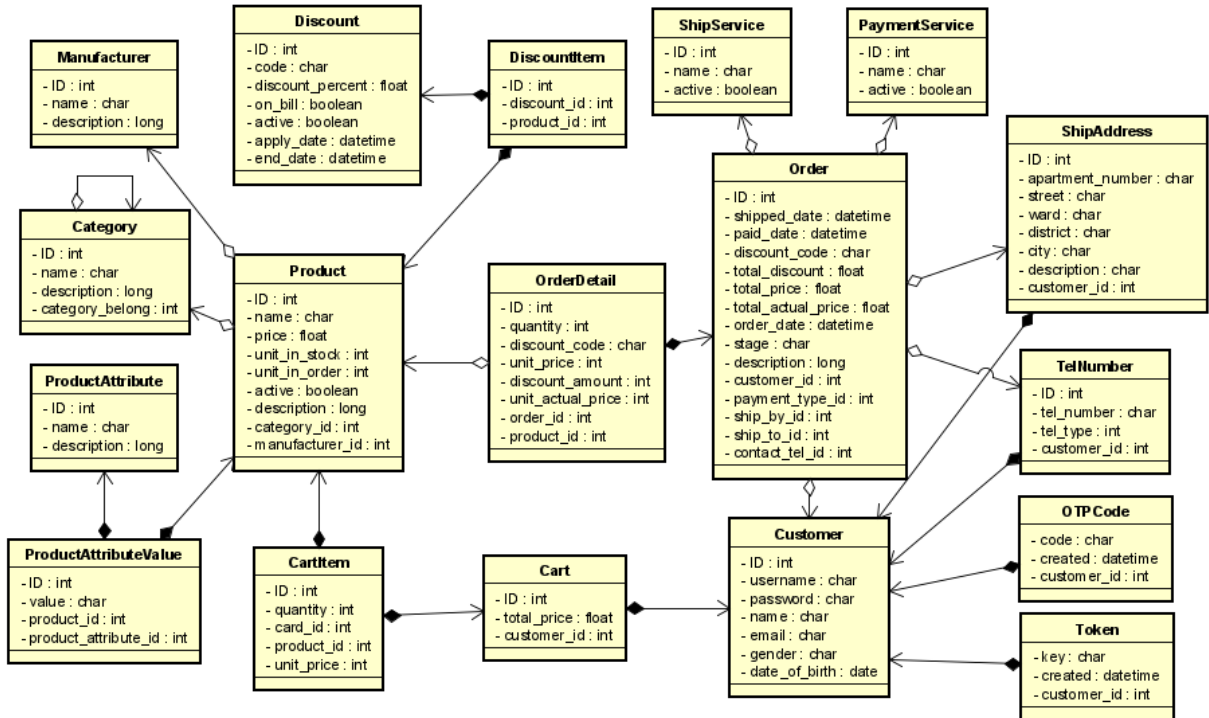 Discount
- ID : int
- code : char
- discount_percent : float
- on_bill : boolean
- active : boolean
- apply_date : datetime
- end_date : datetime
ShipService
- ID : int
- name : char
- active : boolean
PaymentService
- ID : int
- name : char
- active : boolean
Manufacturer
- ID : int
- name : char
- description : long
DiscountItem
- ID : int
- discount_id : int
- product_id : int
ShipAddress
- ID : int
- apartment_number : char
- street : char
- ward : char
- district : char
- city : char
- description : char
- customer_id : int
Order
- ID : int
- shipped_date : datetime
- paid_date : datetime
- discount_code : char
- total_discount : float
- total_price : float
- total_actual_price : float
- order_date : datetime
- stage : char
- description : long
- customer_id : int
- payment_type_id : int
- ship_by_id : int
- ship_to_id : int
- contact_tel_id : int
Category
- ID : int
- name : char
- description : long
- category_belong : int
Product
- ID : int
- name : char
- price : float
- unit_in_stock : int
- unit_in_order : int
- active : boolean
- description : long
- category_id : int
- manufacturer_id : int
OrderDetail
- ID : int
- quantity : int
- discount_code : char
- unit_price : int
- discount_amount : int
- unit_actual_price : int
- order_id : int
- product_id : int
ProductAttribute
- ID : int
- name : char
- description : long
TelNumber
- ID : int
- tel_number : char
- tel_type : int
- customer_id : int
OTPCode
- code : char
- created : datetime
- customer_id : int
ProductAttributeValue
- ID : int
- value : char
- product_id : int
- product_attribute_id : int
CartItem
- ID : int
- quantity : int
- card_id : int
- product_id : int
- unit_price : int
Cart
- ID : int
- total_price : float
- customer_id : int
Customer
- ID : int
- username : char
- password : char
- name : char
- email : char
- gender : char
- date_of_birth : date
Token
- key : char
- created : datetime
- customer_id : int